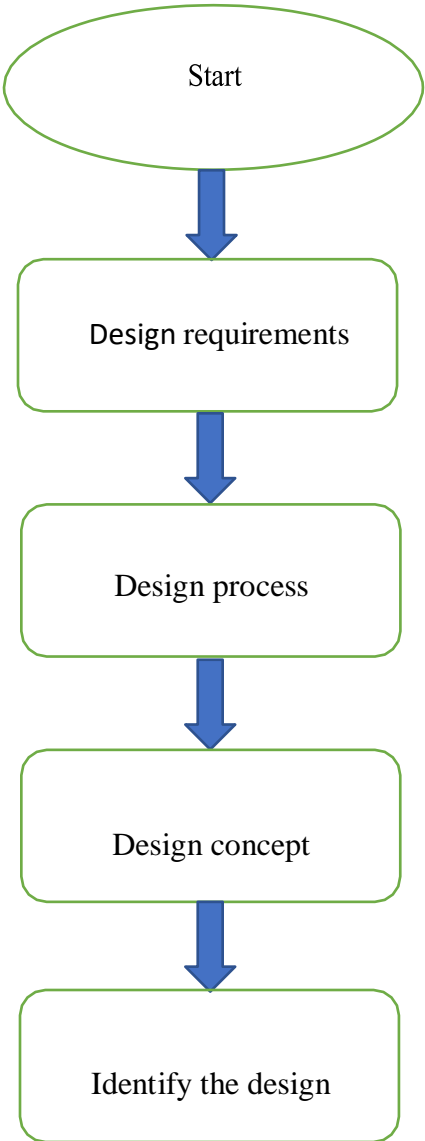 Start
Design requirements
Design process
Design concept
Identify the design